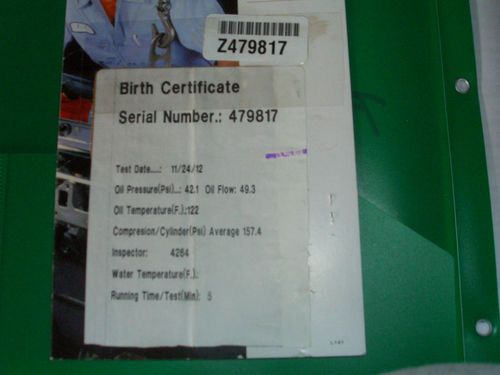 Z479817
Birth Certificate
Serial Number.: 479817
Test Date....: 11/24/12
Oil Pressure(Psi)..: 42.1 Oil Flow: 49.3
Oil Temperature(F.):122
Compresion/Cylinder(Psi) Average 157.4
Inspector: 4264
Water Temperature(F.):
Running Time/Test(Min): 5